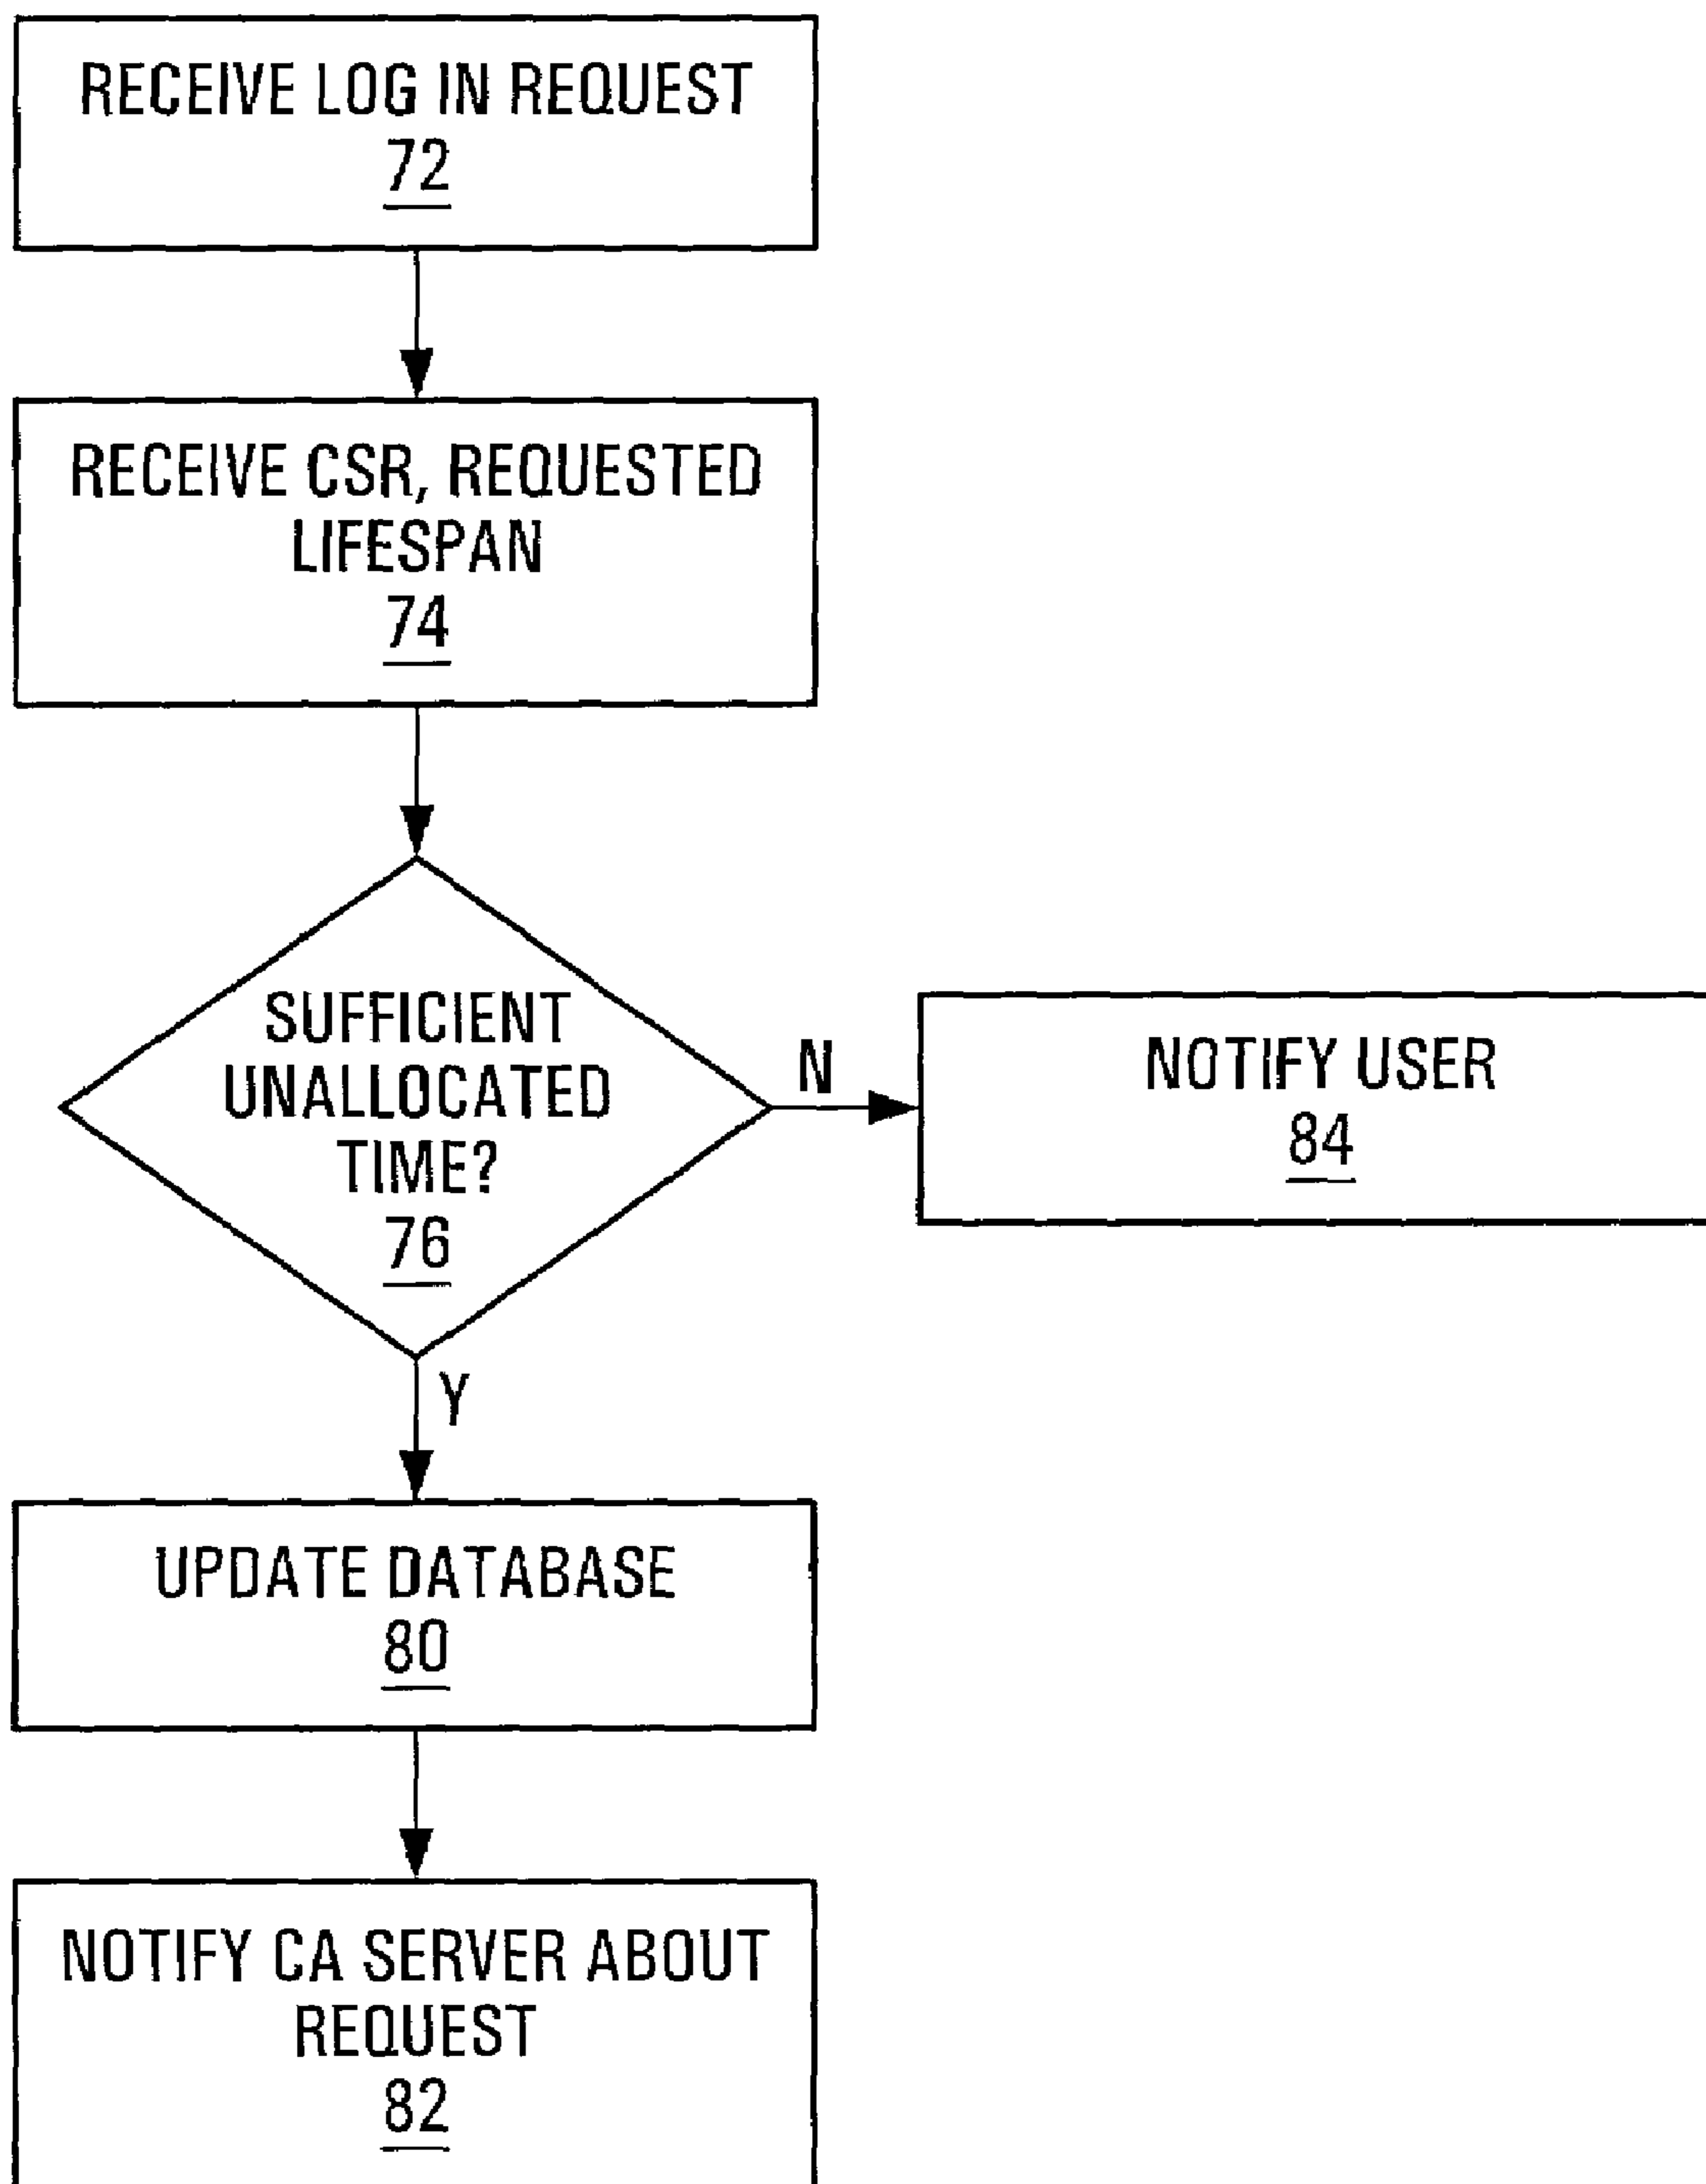 RECEIVE LOG IN REQUEST
72
RECEIVE CSR, REQUESTED
LIFESPAN
74
SUFFICIENT
UNALLOCATED
TIME?
76
N
NOTIFY USER
84
Y
UPDATE DATABASE
80
NOTIFY CA SERVER ABOUT
REQUEST
82